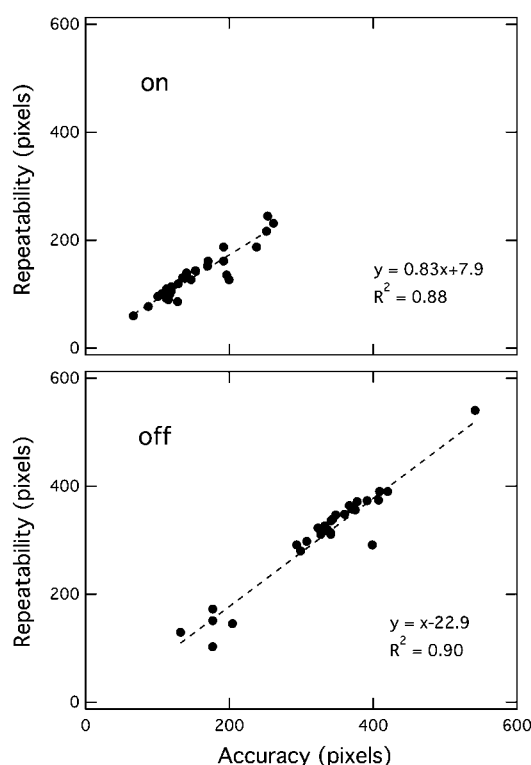 600
400
200
0
Repeatability (pixels)
on
y = 0.83x+7.9
R² = 0.88
600
400
200
0
Repeatability (pixels)
off
y = x-22.9
R² = 0.90
0
200
400
600
Accuracy (pixels)